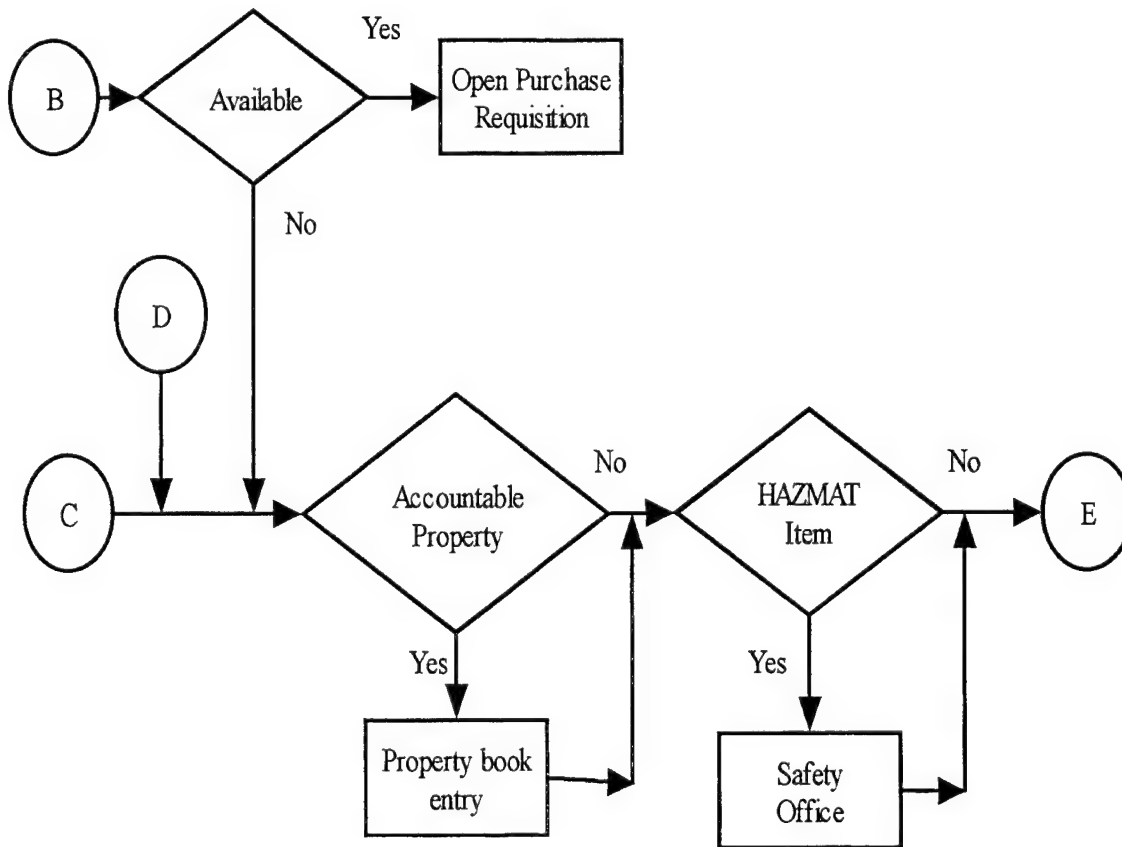 B
Available
Yes
Open Purchase
Requisition
No
D
C
Accountable
Property
No
HAZMAT
Item
No
E
Yes
Property book
entry
Yes
Safety
Office